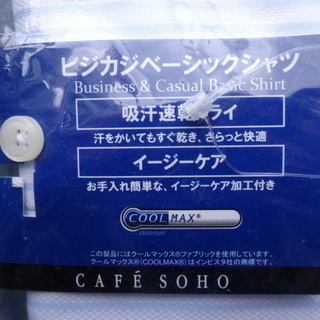 ビジカジベーシックシャツ
Business & Casual Basic Shirt
吸汗速乾ドライ
汗をかいてもすぐ乾き、さらっと快適
イージーケア
お手入れ簡単な、イージーケア加工付き
COOLMAX®
EVERYDAY
この製品にはクールマックス®ファブリックを使用しています。
クールマックス®(COOLMAX®)はインビスタ社の商標です。
CAFÉ SOHO